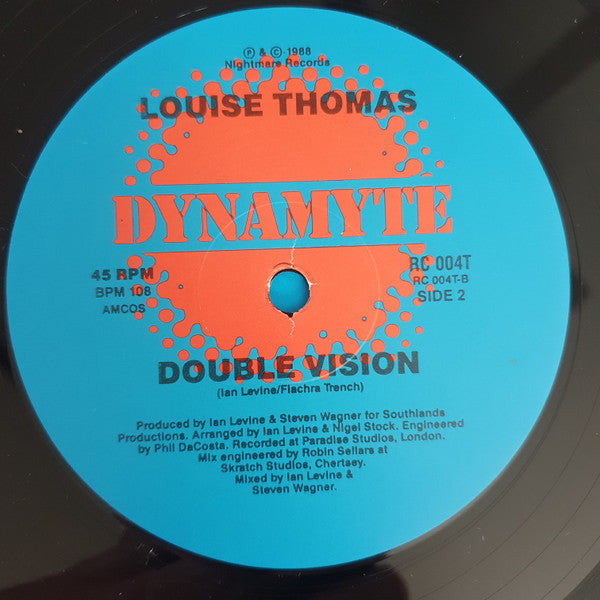 ℗ & © 1988
Nightmare Records
LOUISE THOMAS
DYNAMYTE
45 RPM
BPM 108
AMCOS
RC 004T
RC 004T-B
SIDE 2
DOUBLE VISION
(Ian Levine/Fiachra Trench)
Produced by Ian Levine & Steven Wagner for Southlands
Productions. Arranged by Ian Levine & Nigel Stock. Engineered
by Phil DaCosta. Recorded at Paradise Studios, London.
Mix engineered by Robin Sellars at
Skratch Studios, Chertsey.
Mixed by Ian Levine &
Steven Wagner.